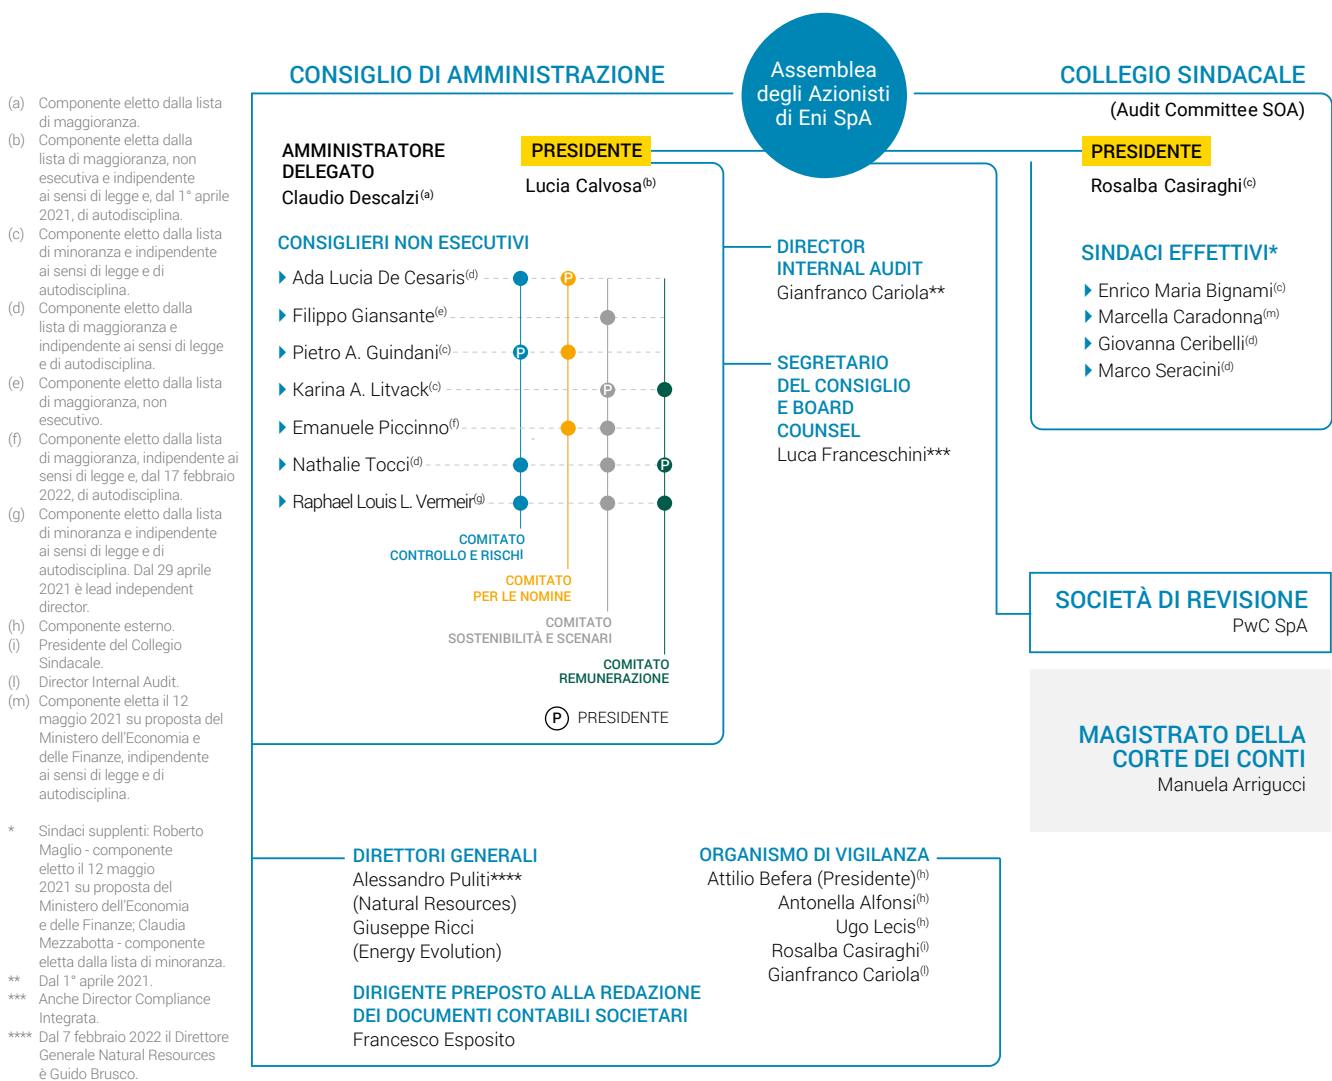 Assemblea
degli Azionisti
di Eni SpA
CONSIGLIO DI AMMINISTRAZIONE
AMMINISTRATORE
DELEGATO
Claudio Descalzi(a)
PRESIDENTE
Lucia Calvosa(b)
CONSIGLIERI NON ESECUTIVI
Ada Lucia De Cesaris(d)
P
Filippo Giansante(e)
Pietro A. Guindani(c)
P
Karina A. Litvack(c)
P
Emanuele Piccinno(f)
Nathalie Tocci(d)
P
Raphael Louis L. Vermeir(g)
COMITATO
CONTROLLO E RISCHI
COMITATO
PER LE NOMINE
COMITATO
SOSTENIBILITÀ E SCENARI
COMITATO
REMUNERAZIONE
P PRESIDENTE
DIRECTOR
INTERNAL AUDIT
Gianfranco Cariola**
SEGRETARIO
DEL CONSIGLIO
E BOARD
COUNSEL
Luca Franceschini***
COLLEGIO SINDACALE
(Audit Committee SOA)
PRESIDENTE
Rosalba Casiraghi(c)
SINDACI EFFETTIVI*
Enrico Maria Bignami(c)
Marcella Caradonna(m)
Giovanna Ceribelli(d)
Marco Seracini(d)
SOCIETÀ DI REVISIONE
PwC SpA
MAGISTRATO DELLA
CORTE DEI CONTI
Manuela Arrigucci
DIRETTORI GENERALI
Alessandro Puliti****
(Natural Resources)
Giuseppe Ricci
(Energy Evolution)
DIRIGENTE PREPOSTO ALLA REDAZIONE
DEI DOCUMENTI CONTABILI SOCIETARI
Francesco Esposito
ORGANISMO DI VIGILANZA
Attilio Befera (Presidente)(h)
Antonella Alfonsi(h)
Ugo Lecis(h)
Rosalba Casiraghi(i)
Gianfranco Cariola(l)
(a) Componente eletto dalla lista
di maggioranza.
(b) Componente eletta dalla
lista di maggioranza, non
esecutiva e indipendente
ai sensi di legge e, dal 1° aprile
2021, di autodisciplina.
(c) Componente eletto dalla lista
di minoranza e indipendente
ai sensi di legge e di
autodisciplina.
(d) Componente eletto dalla
lista di maggioranza e
indipendente ai sensi di legge
e di autodisciplina.
(e) Componente eletto dalla lista
di maggioranza, non
esecutivo.
(f) Componente eletto dalla lista
di maggioranza, indipendente ai
sensi di legge e, dal 17 febbraio
2022, di autodisciplina.
(g) Componente eletto dalla lista
di minoranza e indipendente
ai sensi di legge e di
autodisciplina. Dal 29 aprile
2021 è lead independent
director.
(h) Componente esterno.
(i) Presidente del Collegio
Sindacale.
(l) Director Internal Audit.
(m) Componente eletta il 12
maggio 2021 su proposta del
Ministero dell'Economia e
delle Finanze, indipendente
ai sensi di legge e di
autodisciplina.
* Sindaci supplenti: Roberto
Maglio - componente
eletto il 12 maggio
2021 su proposta del
Ministero dell'Economia
e delle Finanze; Claudia
Mezzabotta - componente
eletta dalla lista di minoranza.
** Dal 1° aprile 2021.
*** Anche Director Compliance
Integrata.
**** Dal 7 febbraio 2022 il Direttore
Generale Natural Resources
è Guido Brusco.